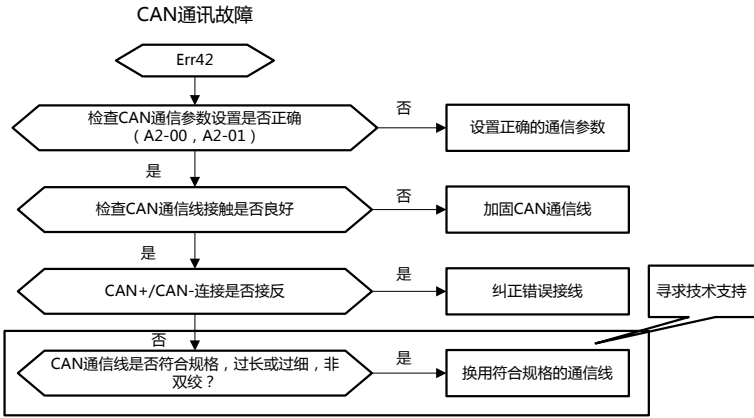 CAN通讯故障
Err42
检查CAN通信参数设置是否正确
（A2-00，A2-01）
否
设置正确的通信参数
是
检查CAN通信线接触是否良好
否
加固CAN通信线
是
CAN+/CAN-连接是否接反
是
纠正错误接线
寻求技术支持
否
CAN通信线是否符合规格，过长或过细，非
双绞？
是
换用符合规格的通信线